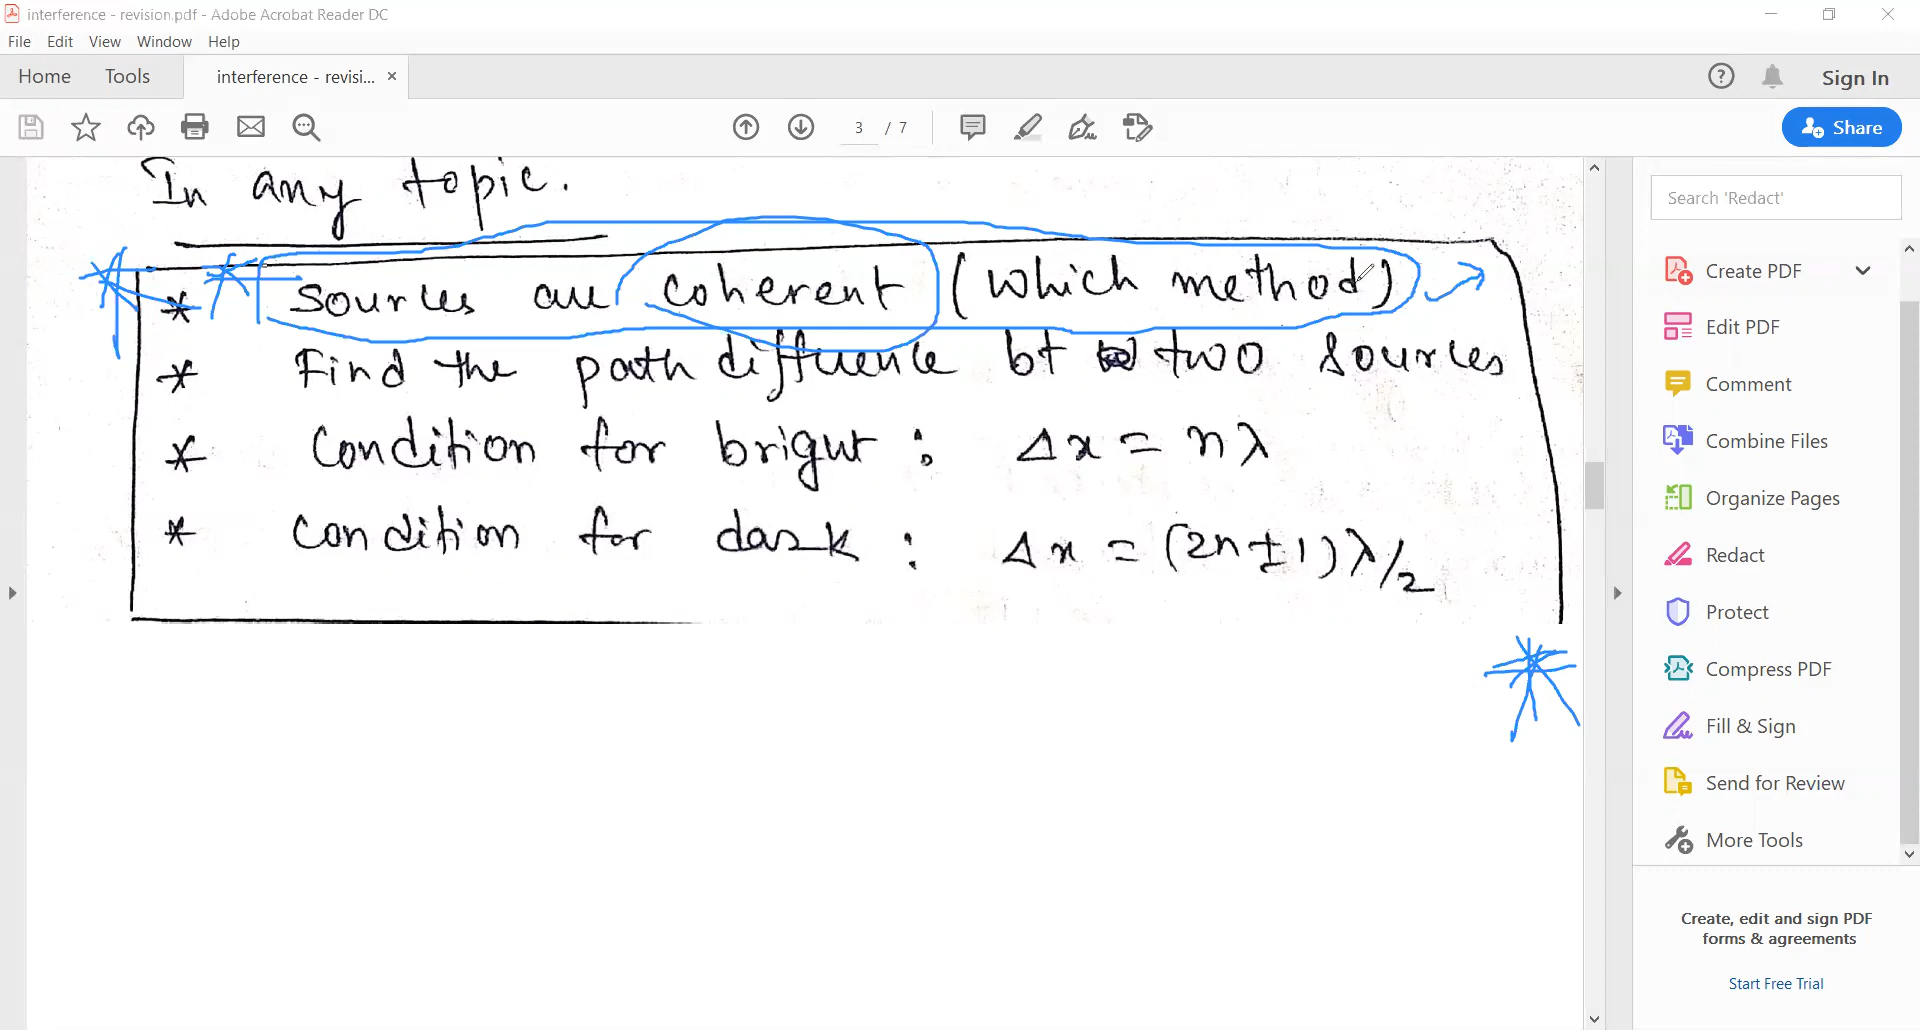 interference - revision.pdf - Adobe Acrobat Reader DC
File Edit View Window Help
Home Tools interference - revisi... ×
? Sign In
3 / 7
Share
In any topic.
* Sources are coherent (which method)
* Find the path difference bt two sources
* Condition for bright : Δx = nλ
* Condition for dark : Δx = (2n±1)λ/2
Search 'Redact'
Create PDF
Edit PDF
Comment
Combine Files
Organize Pages
Redact
Protect
Compress PDF
Fill & Sign
Send for Review
More Tools
Create, edit and sign PDF
forms & agreements
Start Free Trial